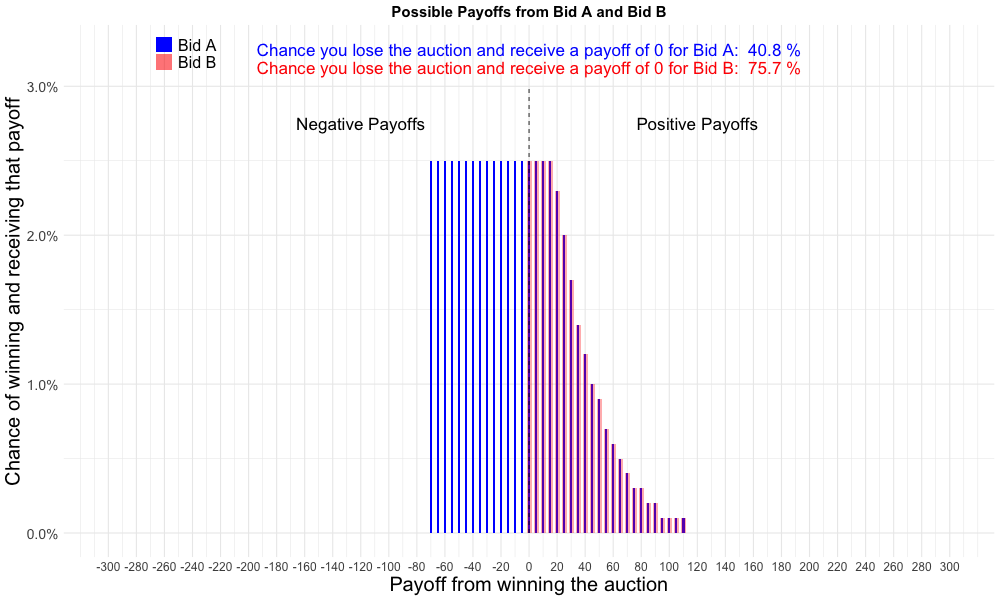 Possible Payoffs from Bid A and Bid B
Bid A
Bid B
Chance you lose the auction and receive a payoff of 0 for Bid A:  40.8 %
Chance you lose the auction and receive a payoff of 0 for Bid B:  75.7 %
Negative Payoffs
Positive Payoffs
Chance of winning and receiving that payoff
3.0%
2.0%
1.0%
0.0%
-300 -280 -260 -240 -220 -200 -180 -160 -140 -120 -100 -80 -60 -40 -20 0 20 40 60 80 100 120 140 160 180 200 220 240 260 280 300
Payoff from winning the auction